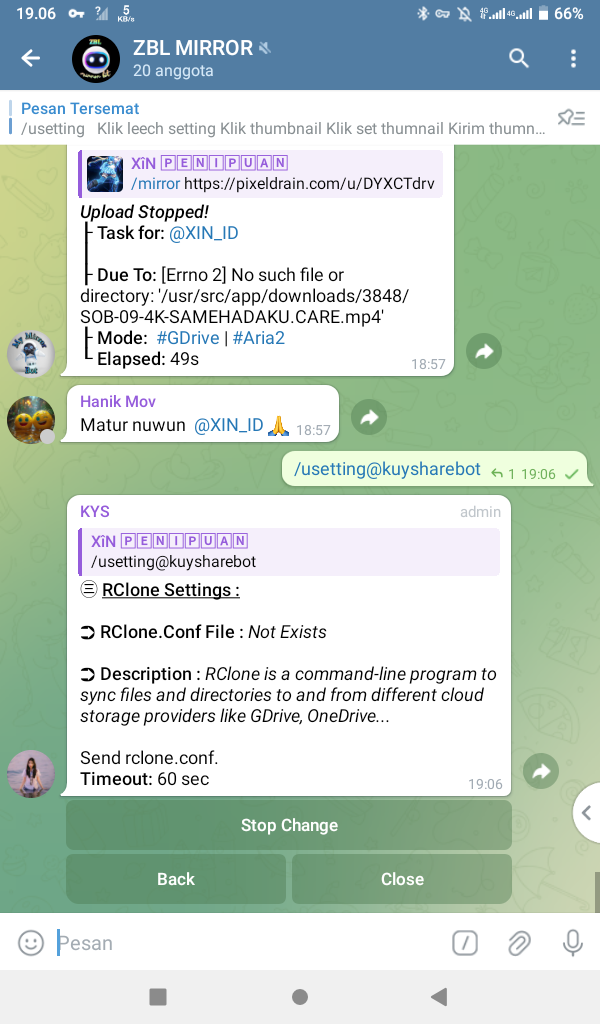 19.06 5 KB/s 4G 4G 66%
ZBL MIRROR
20 anggota
Pesan Tersemat
/usetting Klik leech setting Klik thumbnail Klik set thumnail Kirim thumn...
XîN 🄿🄴🄽🄸🄿🅄🄰🄽
/mirror https://pixeldrain.com/u/DYXCTdrv
Upload Stopped!
┠ Task for: @XIN_ID
┃
┠ Due To: [Errno 2] No such file or
directory: '/usr/src/app/downloads/3848/
SOB-09-4K-SAMEHADAKU.CARE.mp4'
┠ Mode: #GDrive | #Aria2
┖ Elapsed: 49s
18:57
Hanik Mov
Matur nuwun @XIN_ID 🙏 18:57
/usetting@kuysharebot 1 19:06
KYS admin
XîN 🄿🄴🄽🄸🄿🅄🄰🄽
/usetting@kuysharebot
㊂ RClone Settings :
➲ RClone.Conf File : Not Exists
➲ Description : RClone is a command-line program to
sync files and directories to and from different cloud
storage providers like GDrive, OneDrive...
Send rclone.conf.
Timeout: 60 sec
19:06
Stop Change
Back Close
Pesan